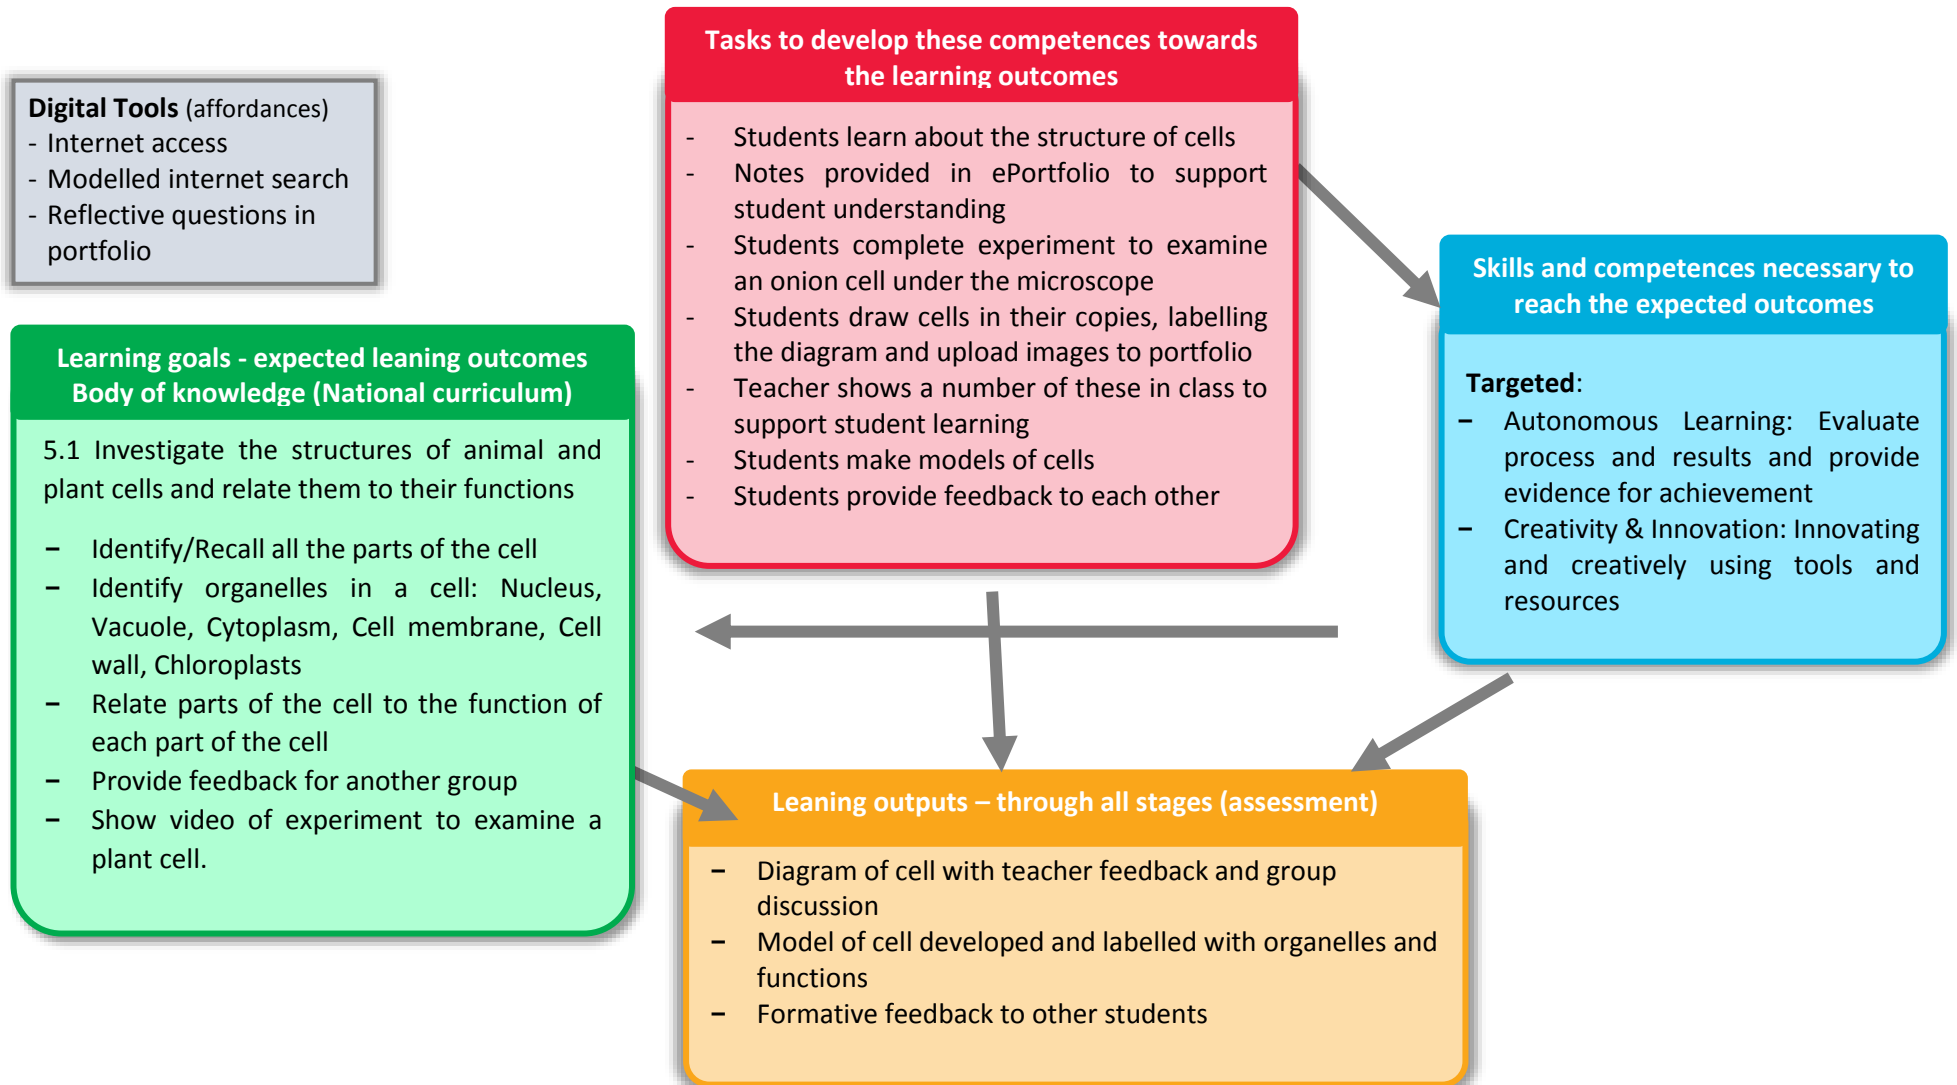 Digital Tools (affordances)
- Internet access
- Modelled internet search
- Reflective questions in
portfolio
Tasks to develop these competences towards
the learning outcomes
- Students learn about the structure of cells
- Notes provided in ePortfolio to support
student understanding
- Students complete experiment to examine
an onion cell under the microscope
- Students draw cells in their copies, labelling
the diagram and upload images to portfolio
- Teacher shows a number of these in class to
support student learning
- Students make models of cells
- Students provide feedback to each other
Skills and competences necessary to
reach the expected outcomes
Targeted:
– Autonomous Learning: Evaluate
process and results and provide
evidence for achievement
– Creativity & Innovation: Innovating
and creatively using tools and
resources
Learning goals - expected leaning outcomes
Body of knowledge (National curriculum)
5.1 Investigate the structures of animal and
plant cells and relate them to their functions
– Identify/Recall all the parts of the cell
– Identify organelles in a cell: Nucleus,
Vacuole, Cytoplasm, Cell membrane, Cell
wall, Chloroplasts
– Relate parts of the cell to the function of
each part of the cell
– Provide feedback for another group
– Show video of experiment to examine a
plant cell.
Leaning outputs – through all stages (assessment)
– Diagram of cell with teacher feedback and group
discussion
– Model of cell developed and labelled with organelles and
functions
– Formative feedback to other students